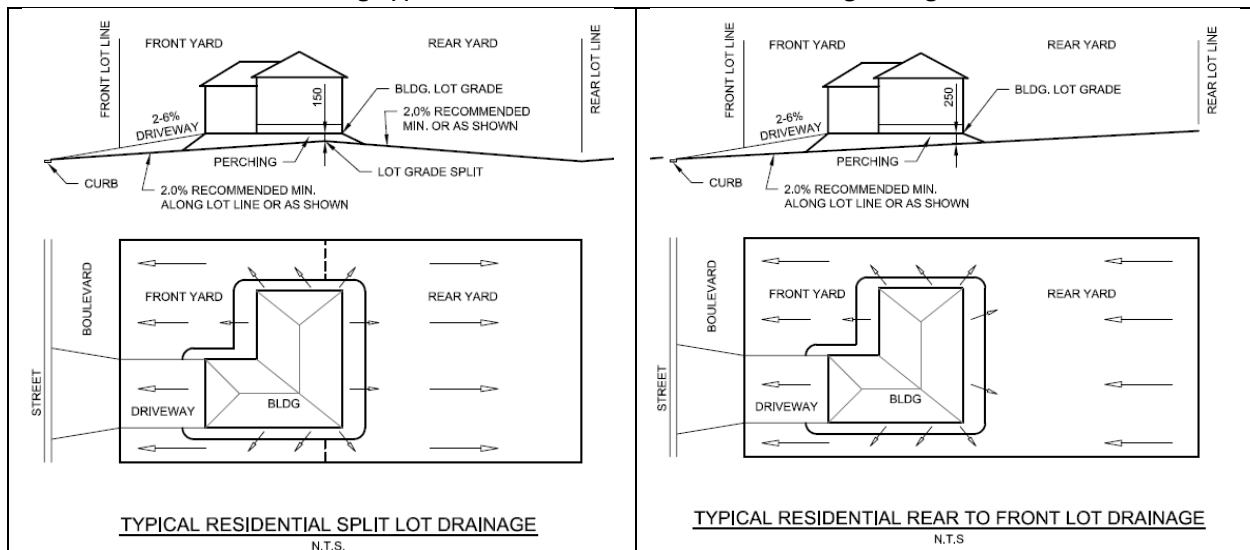 FRONT LOT LINE
FRONT YARD
REAR YARD
REAR LOT LINE
150
BLDG. LOT GRADE
2.0% RECOMMENDED
MIN. OR AS SHOWN
2-6%
DRIVEWAY
PERCHING
LOT GRADE SPLIT
CURB
2.0% RECOMMENDED MIN.
ALONG LOT LINE OR AS SHOWN
STREET
BOULEVARD
FRONT YARD
REAR YARD
DRIVEWAY
BLDG
TYPICAL RESIDENTIAL SPLIT LOT DRAINAGE
N.T.S.
FRONT LOT LINE
FRONT YARD
REAR YARD
REAR LOT LINE
250
BLDG. LOT GRADE
2-6%
DRIVEWAY
PERCHING
CURB
2.0% RECOMMENDED MIN.
ALONG LOT LINE OR AS SHOWN
STREET
BOULEVARD
FRONT YARD
REAR YARD
DRIVEWAY
BLDG
TYPICAL RESIDENTIAL REAR TO FRONT LOT DRAINAGE
N.T.S